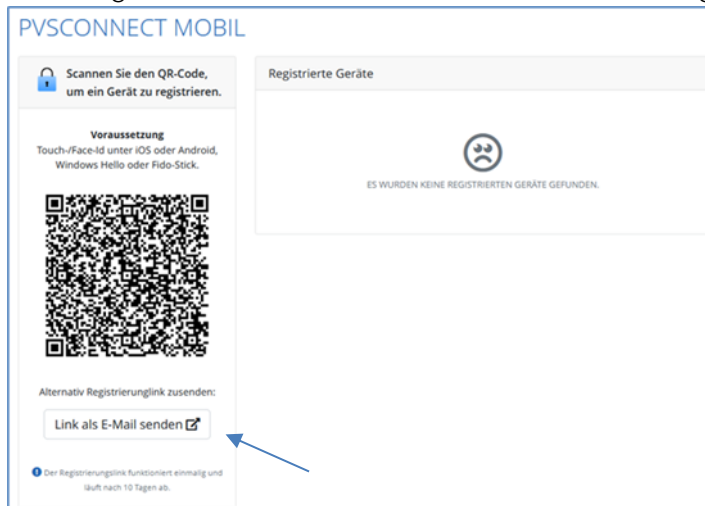 PVSCONNECT MOBIL
Scannen Sie den QR-Code,
um ein Gerät zu registrieren.
Voraussetzung
Touch-/Face-Id unter iOS oder Android,
Windows Hello oder Fido-Stick.
Alternativ Registrierunglink zusenden:
Link als E-Mail senden
Der Registrierungslink funktioniert einmalig und
läuft nach 10 Tagen ab.
Registrierte Geräte
ES WURDEN KEINE REGISTRIERTEN GERÄTE GEFUNDEN.